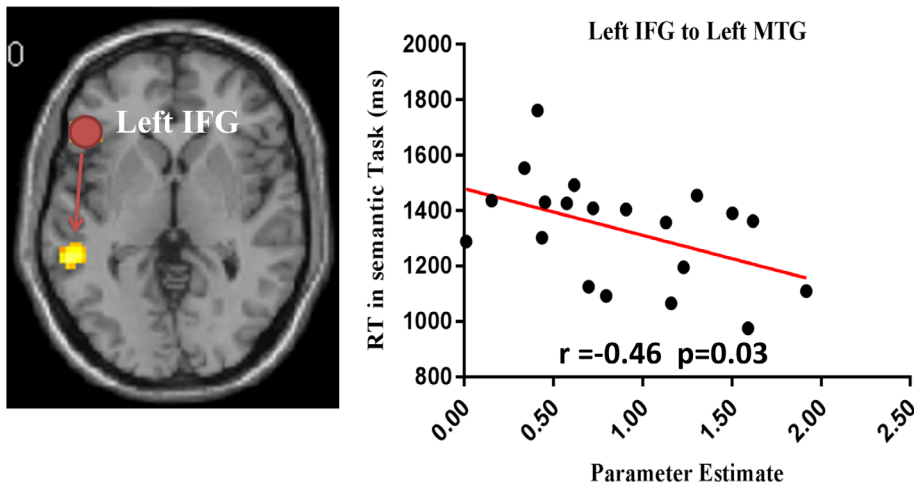 0
Left IFG
Left IFG to Left MTG
RT in semantic Task (ms)
2000
1800
1600
1400
1200
1000
800
r =-0.46 p=0.03
0.00
0.50
1.00
1.50
2.00
2.50
Parameter Estimate